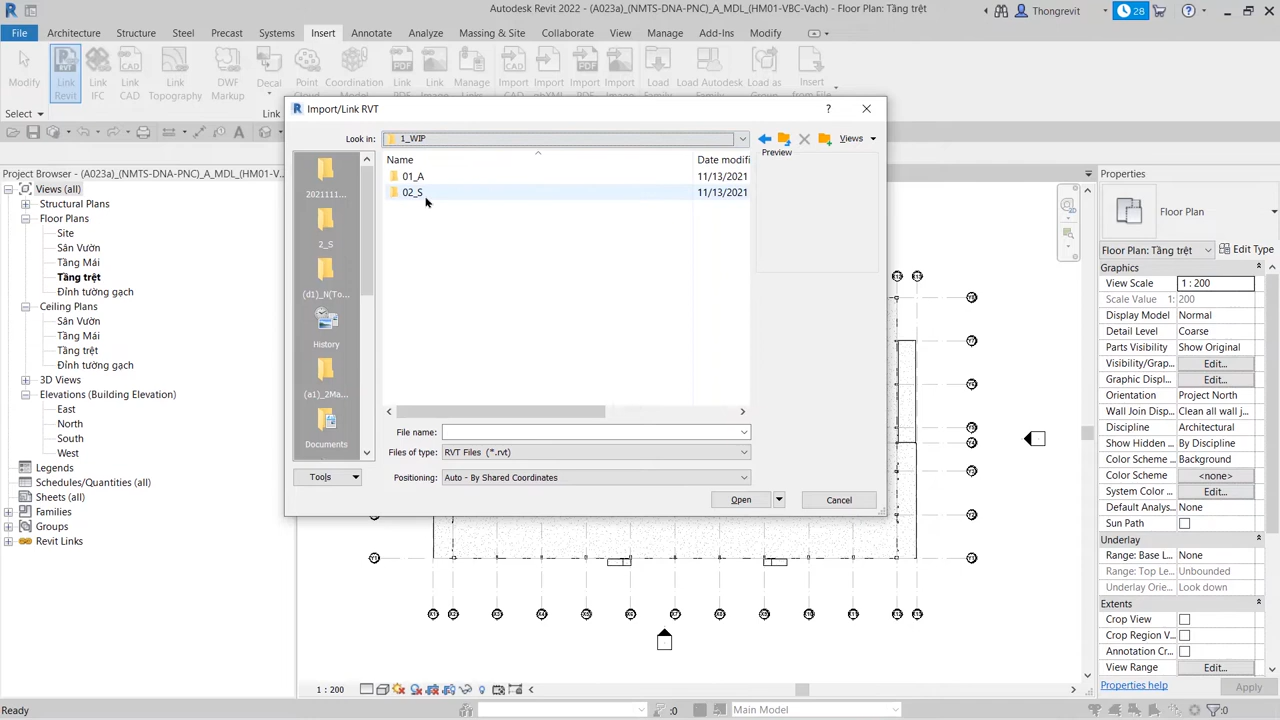 Autodesk Revit 2022 - (A023a)_(NMTS-DNA-PNC)_A_MDL_(HM01-VBC-Vach) - Floor Plan: Tầng trệt
Thongrevit
28
File Architecture Structure Steel Precast Systems Insert Annotate Analyze Massing & Site Collaborate View Manage Add-Ins Modify
Modify
Link Revit
Link IFC
Link CAD
Link Topography
DWF Markup
Decal
Point Cloud
Coordination Model
Link PDF
Link Image
Manage Links
Import CAD
Import gbXML
Import PDF
Import Image
Load Family
Load Autodesk Family
Load as Group
Insert from File
Select
Link
Import/Link RVT
Look in: 1_WIP
Views
Preview
Name Date modifi
01_A 11/13/2021
02_S 11/13/2021
2021111...
2_S
(d1)_N(To...
History
(a1)_2Ma...
Documents
File name:
Files of type: RVT Files (*.rvt)
Tools
Positioning: Auto - By Shared Coordinates
Open Cancel
Project Browser - (A023a)_(NMTS-DNA-PNC)_A_MDL_(HM01-V...
Views (all)
Structural Plans
Floor Plans
Site
Sân Vườn
Tầng Mái
Tầng trệt
Đỉnh tường gạch
Ceiling Plans
Sân Vườn
Tầng Mái
Tầng trệt
Đỉnh tường gạch
3D Views
Elevations (Building Elevation)
East
North
South
West
Legends
Schedules/Quantities (all)
Sheets (all)
Families
Groups
Revit Links
Properties
Floor Plan
Floor Plan: Tầng trệt Edit Type
Graphics
View Scale 1 : 200
Scale Value 1: 200
Display Model Normal
Detail Level Coarse
Parts Visibility Show Original
Visibility/Grap... Edit...
Graphic Displ... Edit...
Orientation Project North
Wall Join Disp... Clean all wall j...
Discipline Architectural
Show Hidden ... By Discipline
Color Scheme ... Background
Color Scheme <none>
System Color ... Edit...
Default Analys... None
Sun Path
Underlay
Range: Base L... None
Range: Top Le... Unbounded
Underlay Orie... Look down
Extents
Crop View
Crop Region V...
Annotation Cr...
View Range Edit...
Properties help Apply
1 : 200
Ready
:0
Main Model
:0